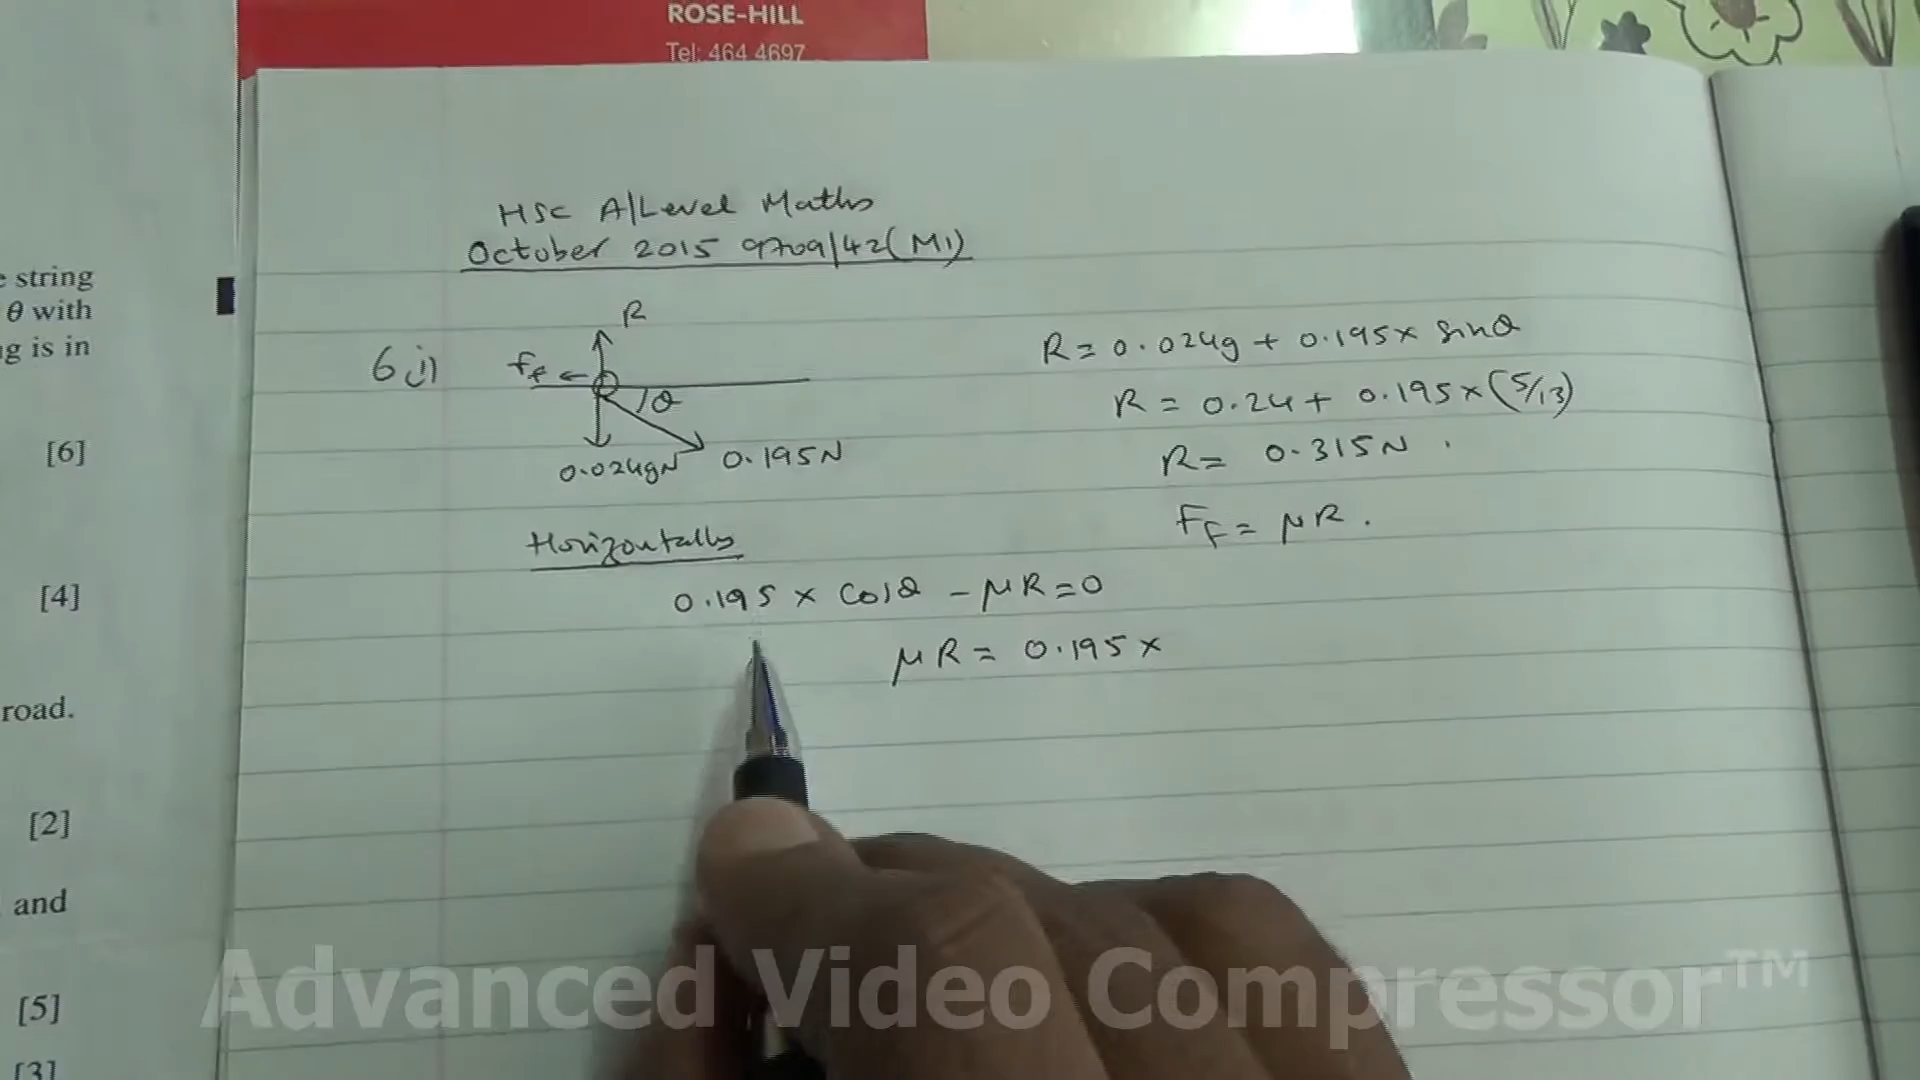 ROSE-HILL
Tel: 464 4697
e string
θ with
g is in
[6]
[4]
road.
[2]
and
[5]
[3]
HSC A/Level Maths
October 2015 9709/42(M1)
6 i)
R
Ff
θ
0.024gN
0.195N
R = 0.024g + 0.195 × sinθ
R = 0.24 + 0.195 × (5/13)
R = 0.315N.
FF = μR.
Horizontally
0.195 × Cosθ - μR = 0
μR = 0.195 ×
Advanced Video Compressor™